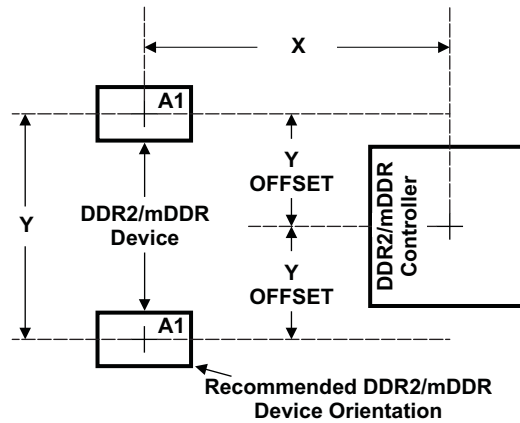 X
A1
Y
OFFSET
DDR2/mDDR
Controller
Y
DDR2/mDDR
Device
Y
OFFSET
A1
Recommended DDR2/mDDR
Device Orientation